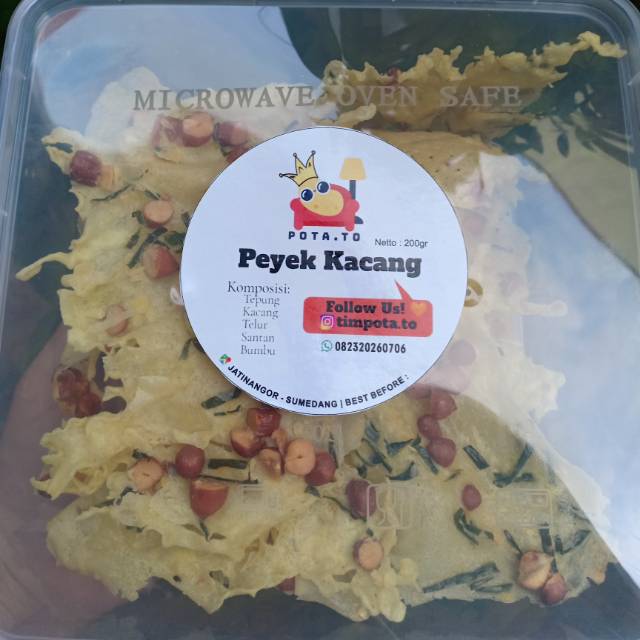 MICROWAVE OVEN SAFE
POTA.TO
Netto : 200gr
Peyek Kacang
Komposisi:
Tepung
Kacang
Telur
Santan
Bumbu
Follow Us!
timpota.to
082320260706
JATINANGOR - SUMEDANG | BEST BEFORE :